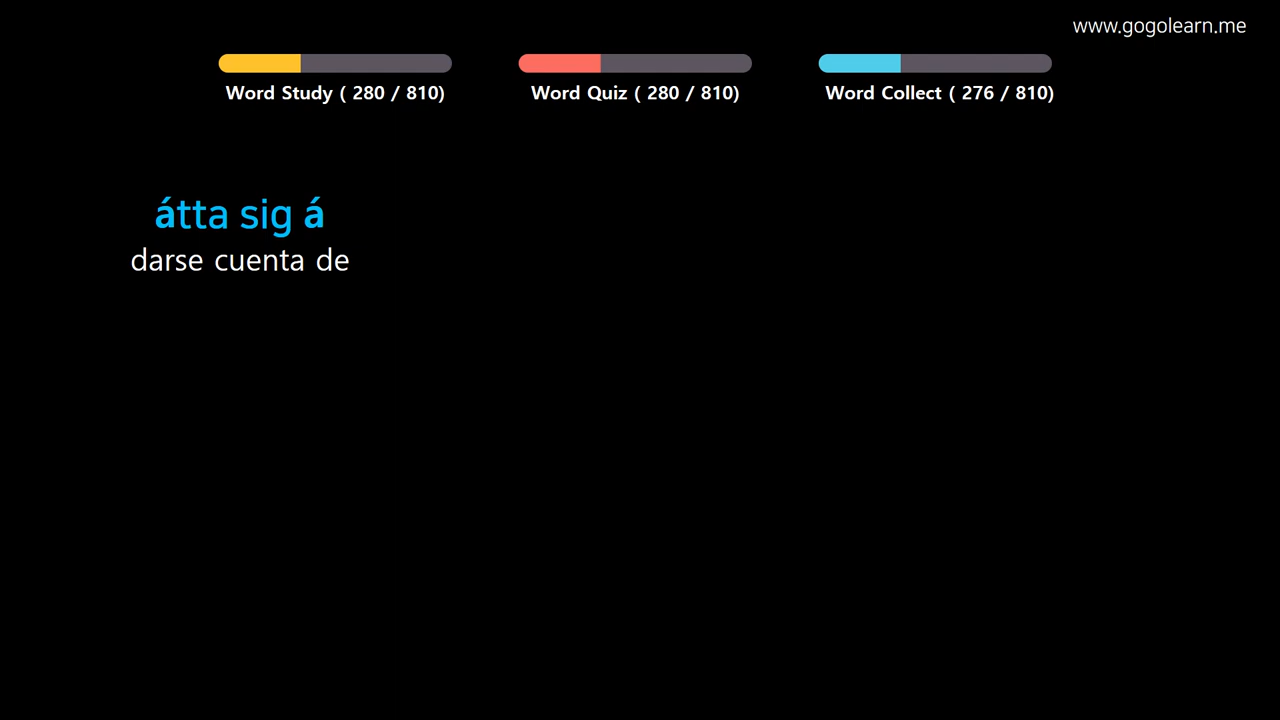 www.gogolearn.me
Word Study ( 280 / 810)
Word Quiz ( 280 / 810)
Word Collect ( 276 / 810)
átta sig á
darse cuenta de